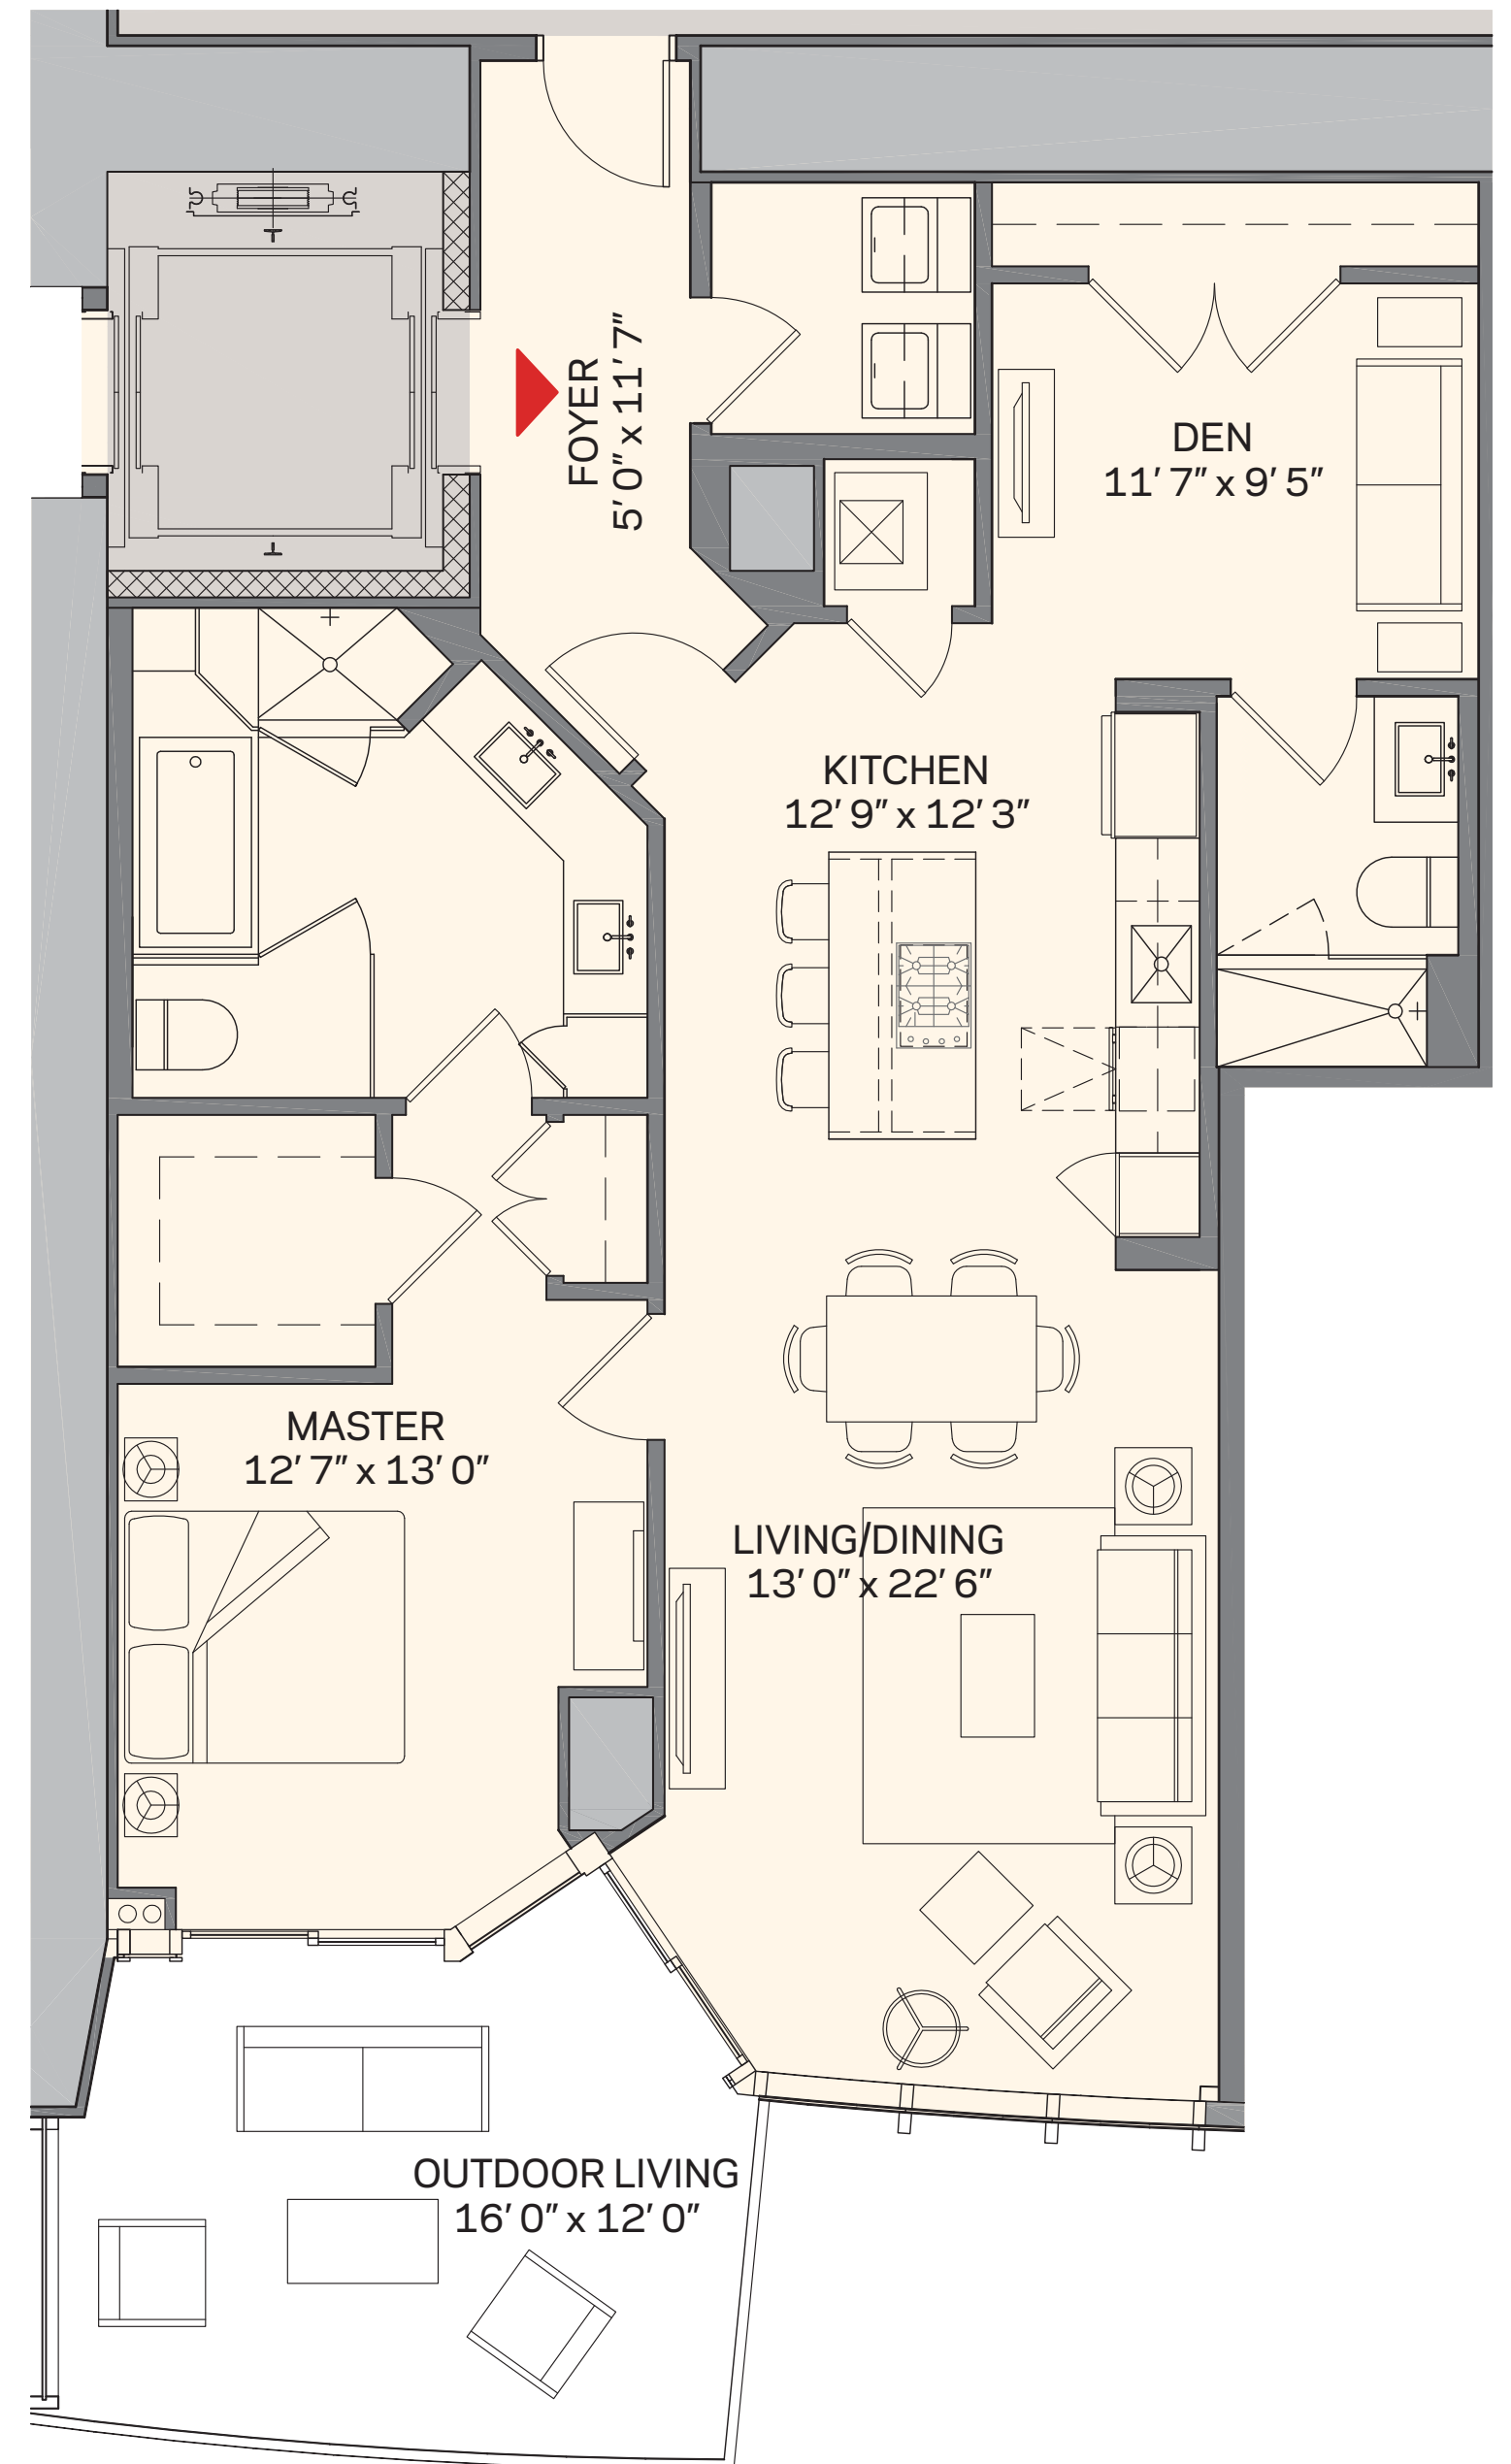 FOYER
5' 0" x 11' 7"
DEN
11' 7" x 9' 5"
KITCHEN
12' 9" x 12' 3"
MASTER
12' 7" x 13' 0"
LIVING/DINING
13' 0" x 22' 6"
OUTDOOR LIVING
16' 0" x 12' 0"